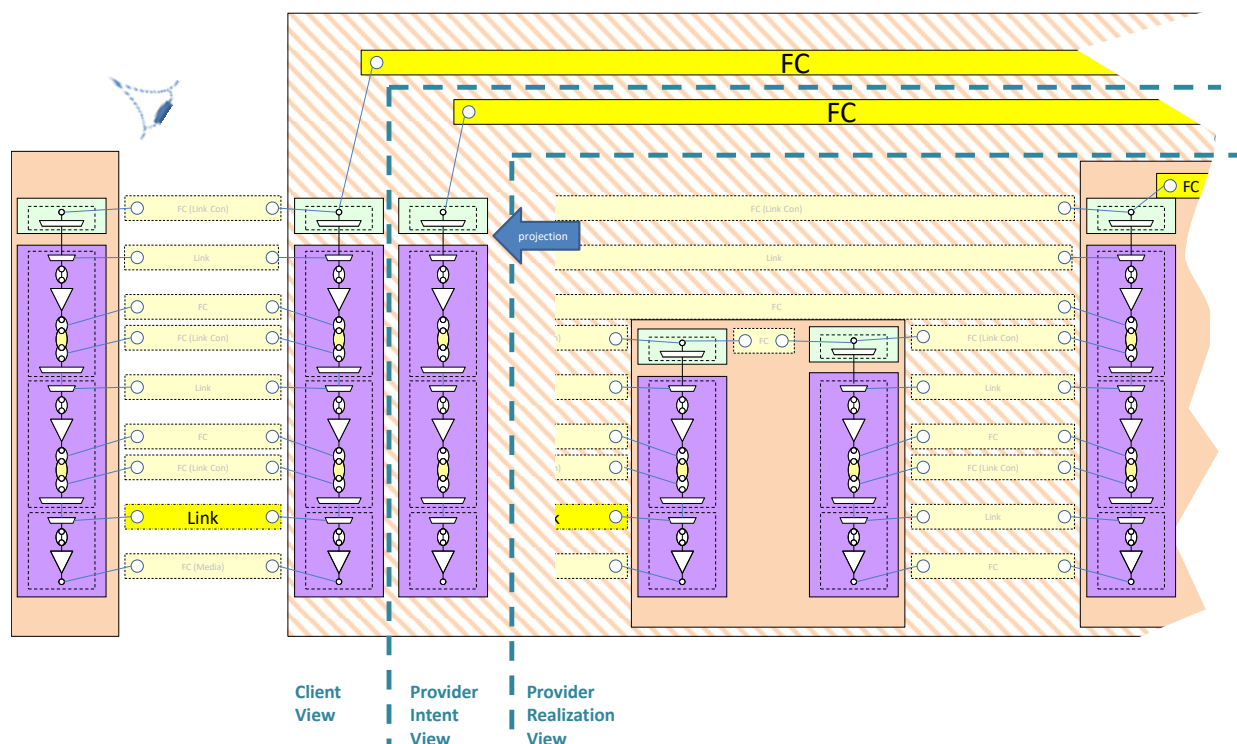 FC
FC
FC
FC (Link Con)
FC (Link Con)
projection
Link
Link
FC
FC
FC (Link Con)
n)
FC
FC (Link Con)
Link
Link
FC
FC
FC (Link Con)
n)
FC (Link Con)
Link
k
Link
FC (Media)
FC
Client
View
Provider
Intent
View
Provider
Realization
View